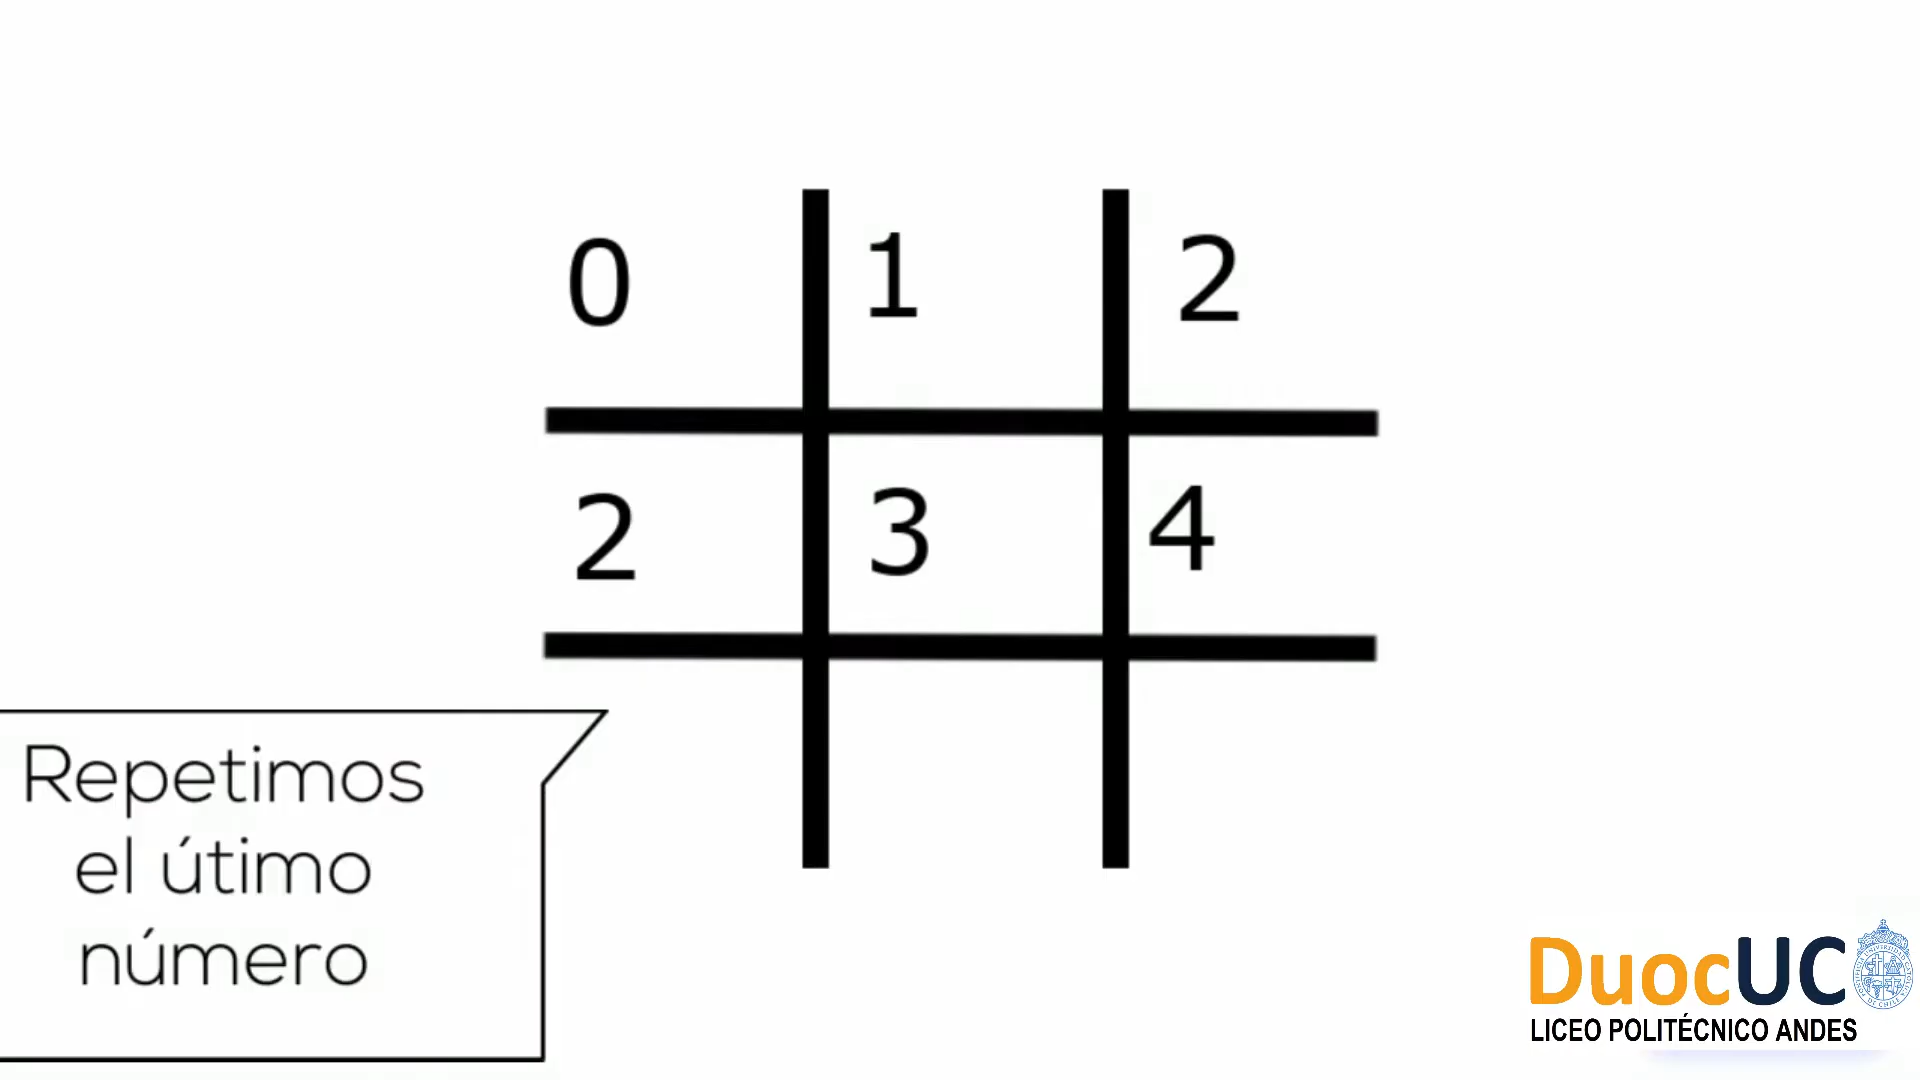 0 1 2
2 3 4
Repetimos
el útimo
número
DuocUC
LICEO POLITÉCNICO ANDES